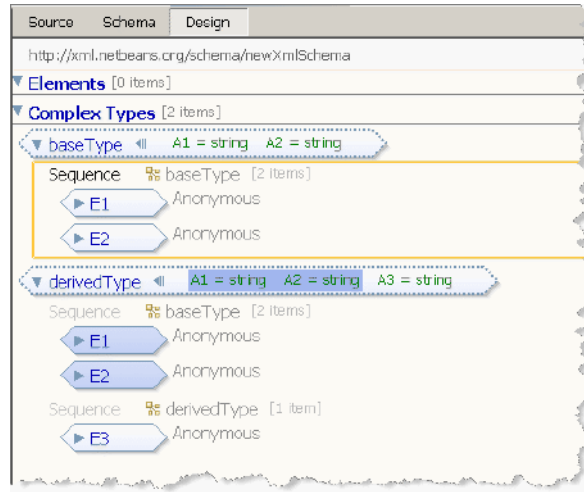 Source Schema Design
http://xml.netbeans.org/schema/newXmlSchema
Elements [0 items]
Complex Types [2 items]
baseType A1 = string A2 = string
Sequence baseType [2 items]
E1 Anonymous
E2 Anonymous
derivedType A1 = string A2 = string A3 = string
Sequence baseType [2 items]
E1 Anonymous
E2 Anonymous
Sequence derivedType [1 item]
E3 Anonymous